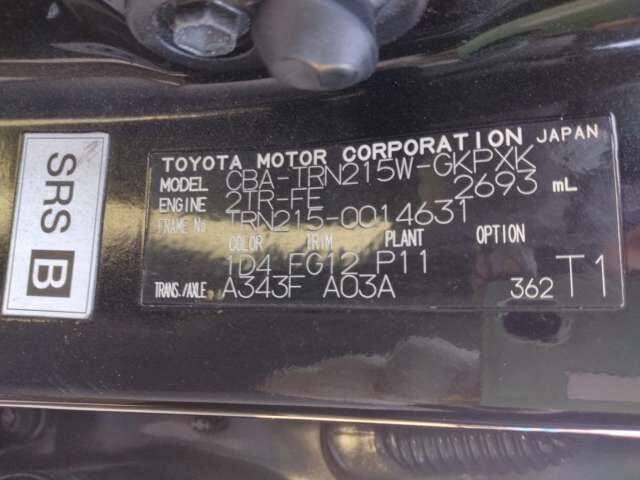 TOYOTA MOTOR CORPORATION JAPAN
MODEL CBA-TRN215W-GKPXK
ENGINE 2TR-FE 2693 mL
FRAME No. TRN215-0014631
COLOR TRIM PLANT OPTION
1D4 FG12 P11
TRANS./AXLE A343F A03A 362 T1
SRS B